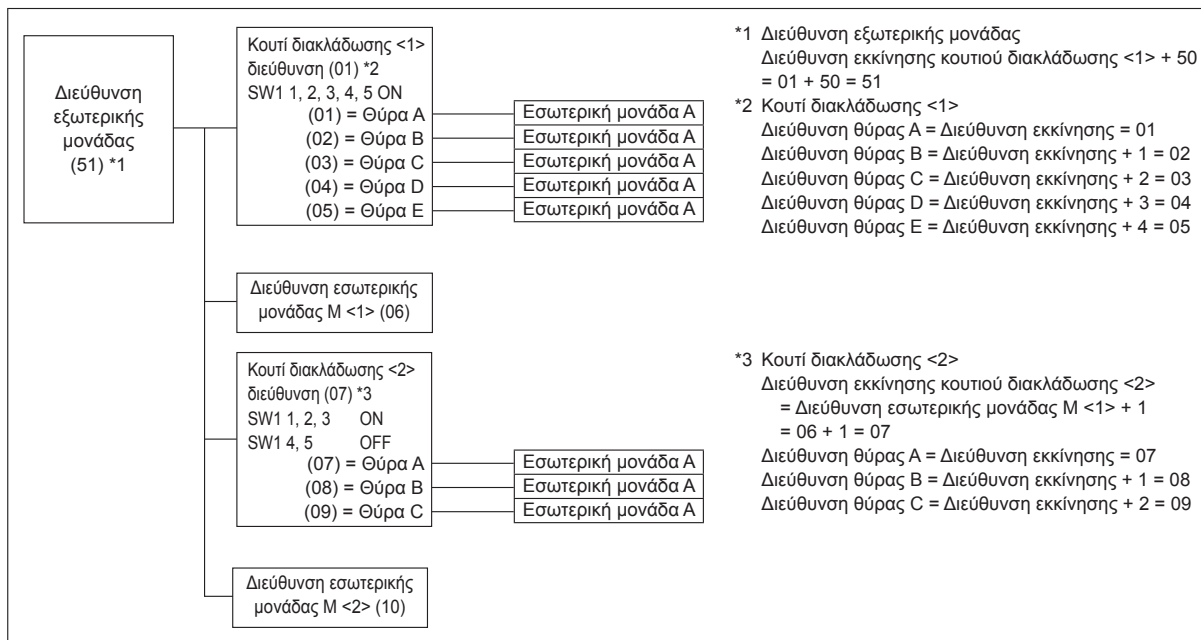 Διεύθυνση
εξωτερικής
μονάδας
(51) *1
Κουτί διακλάδωσης <1>
διεύθυνση (01) *2
SW1 1, 2, 3, 4, 5 ON
(01) = Θύρα A
(02) = Θύρα B
(03) = Θύρα C
(04) = Θύρα D
(05) = Θύρα E
Εσωτερική μονάδα A
Εσωτερική μονάδα A
Εσωτερική μονάδα A
Εσωτερική μονάδα A
Εσωτερική μονάδα A
Διεύθυνση εσωτερικής
μονάδας M <1> (06)
Κουτί διακλάδωσης <2>
διεύθυνση (07) *3
SW1 1, 2, 3 ON
SW1 4, 5 OFF
(07) = Θύρα A
(08) = Θύρα B
(09) = Θύρα C
Εσωτερική μονάδα A
Εσωτερική μονάδα A
Εσωτερική μονάδα A
Διεύθυνση εσωτερικής
μονάδας M <2> (10)
*1 Διεύθυνση εξωτερικής μονάδας
Διεύθυνση εκκίνησης κουτιού διακλάδωσης <1> + 50
= 01 + 50 = 51
*2 Κουτί διακλάδωσης <1>
Διεύθυνση θύρας A = Διεύθυνση εκκίνησης = 01
Διεύθυνση θύρας B = Διεύθυνση εκκίνησης + 1 = 02
Διεύθυνση θύρας C = Διεύθυνση εκκίνησης + 2 = 03
Διεύθυνση θύρας D = Διεύθυνση εκκίνησης + 3 = 04
Διεύθυνση θύρας E = Διεύθυνση εκκίνησης + 4 = 05
*3 Κουτί διακλάδωσης <2>
Διεύθυνση εκκίνησης κουτιού διακλάδωσης <2>
= Διεύθυνση εσωτερικής μονάδας M <1> + 1
= 06 + 1 = 07
Διεύθυνση θύρας A = Διεύθυνση εκκίνησης = 07
Διεύθυνση θύρας B = Διεύθυνση εκκίνησης + 1 = 08
Διεύθυνση θύρας C = Διεύθυνση εκκίνησης + 2 = 09